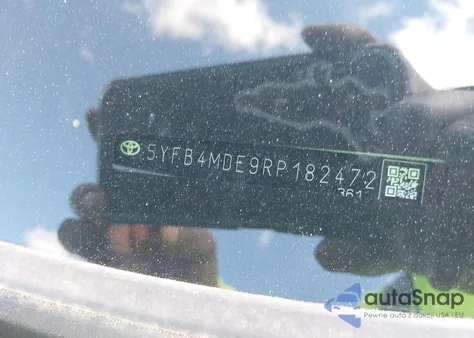 5YFB4MDE9RP182472
361
autaSnap
Pewne auta z aukcji USA i EU